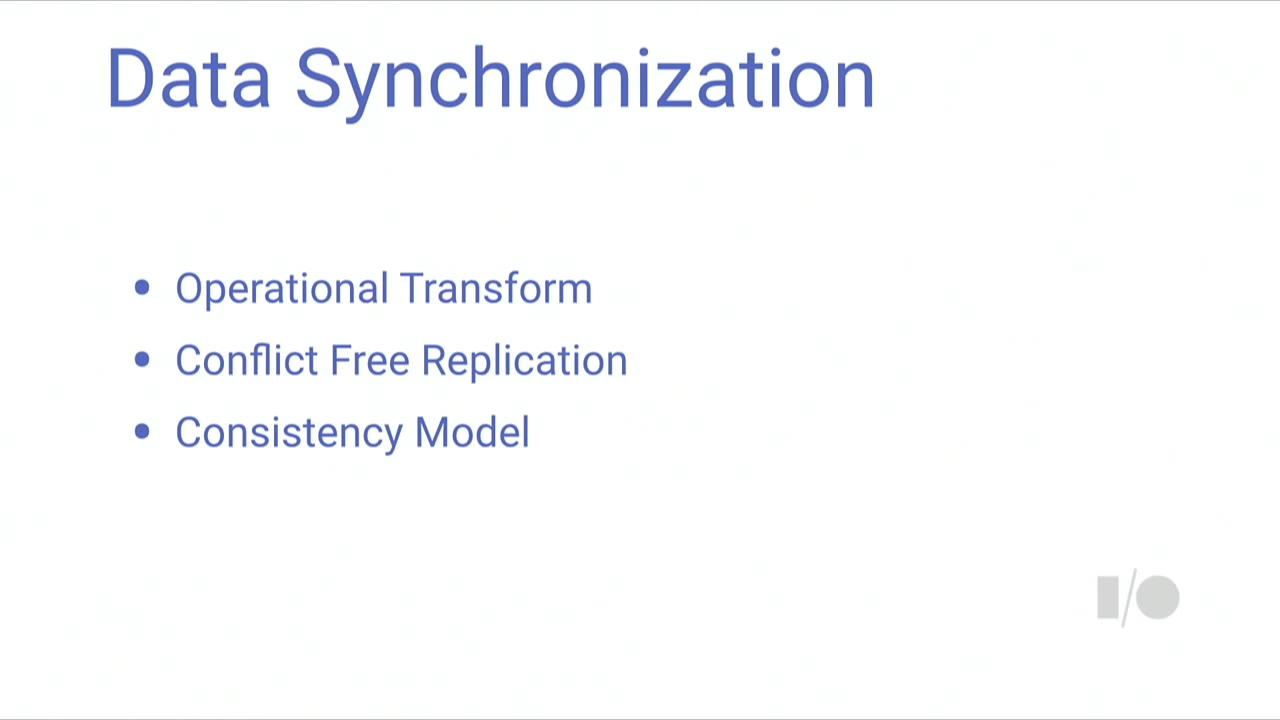 Data Synchronization
• Operational Transform
• Conflict Free Replication
• Consistency Model
I/O